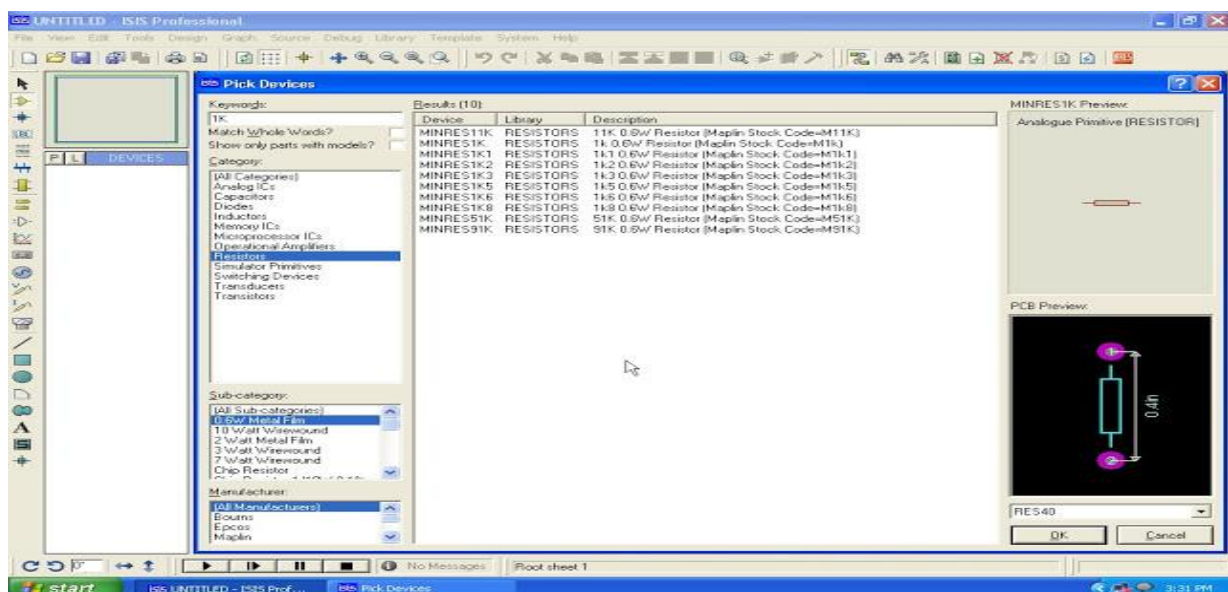 ISIS UNTITLED - ISIS Professional
File View Edit Tools Design Graph Source Debug Library Template System Help
ISIS Pick Devices
Keywords:
1K
Match Whole Words?
Show only parts with models?
Category:
(All Categories)
Analog ICs
Capacitors
Diodes
Inductors
Memory ICs
Microprocessor ICs
Operational Amplifiers
Resistors
Simulator Primitives
Switching Devices
Transducers
Transistors
Sub-category:
(All Sub-categories)
0.6W Metal Film
10 Watt Wirewound
2 Watt Metal Film
3 Watt Wirewound
7 Watt Wirewound
Chip Resistor
Manufacturer:
(All Manufacturers)
Bourns
Epcos
Maplin
Results (10):
Device Library Description
MINRES11K RESISTORS 11K 0.6W Resistor (Maplin Stock Code=M11K)
MINRES1K RESISTORS 1k 0.6W Resistor (Maplin Stock Code=M1k)
MINRES1K1 RESISTORS 1k1 0.6W Resistor (Maplin Stock Code=M1k1)
MINRES1K2 RESISTORS 1k2 0.6W Resistor (Maplin Stock Code=M1k2)
MINRES1K3 RESISTORS 1k3 0.6W Resistor (Maplin Stock Code=M1k3)
MINRES1K5 RESISTORS 1k5 0.6W Resistor (Maplin Stock Code=M1k5)
MINRES1K6 RESISTORS 1k6 0.6W Resistor (Maplin Stock Code=M1k6)
MINRES1K8 RESISTORS 1k8 0.6W Resistor (Maplin Stock Code=M1k8)
MINRES51K RESISTORS 51K 0.6W Resistor (Maplin Stock Code=M51K)
MINRES91K RESISTORS 91K 0.6W Resistor (Maplin Stock Code=M91K)
MINRES1K Preview:
Analogue Primitive [RESISTOR]
PCB Preview:
1
0.4in
2
RES40
OK Cancel
P L DEVICES
A
0°
No Messages Root sheet 1
start ISIS UNTITLED - ISIS Prof... ISIS Pick Devices 3:31 PM